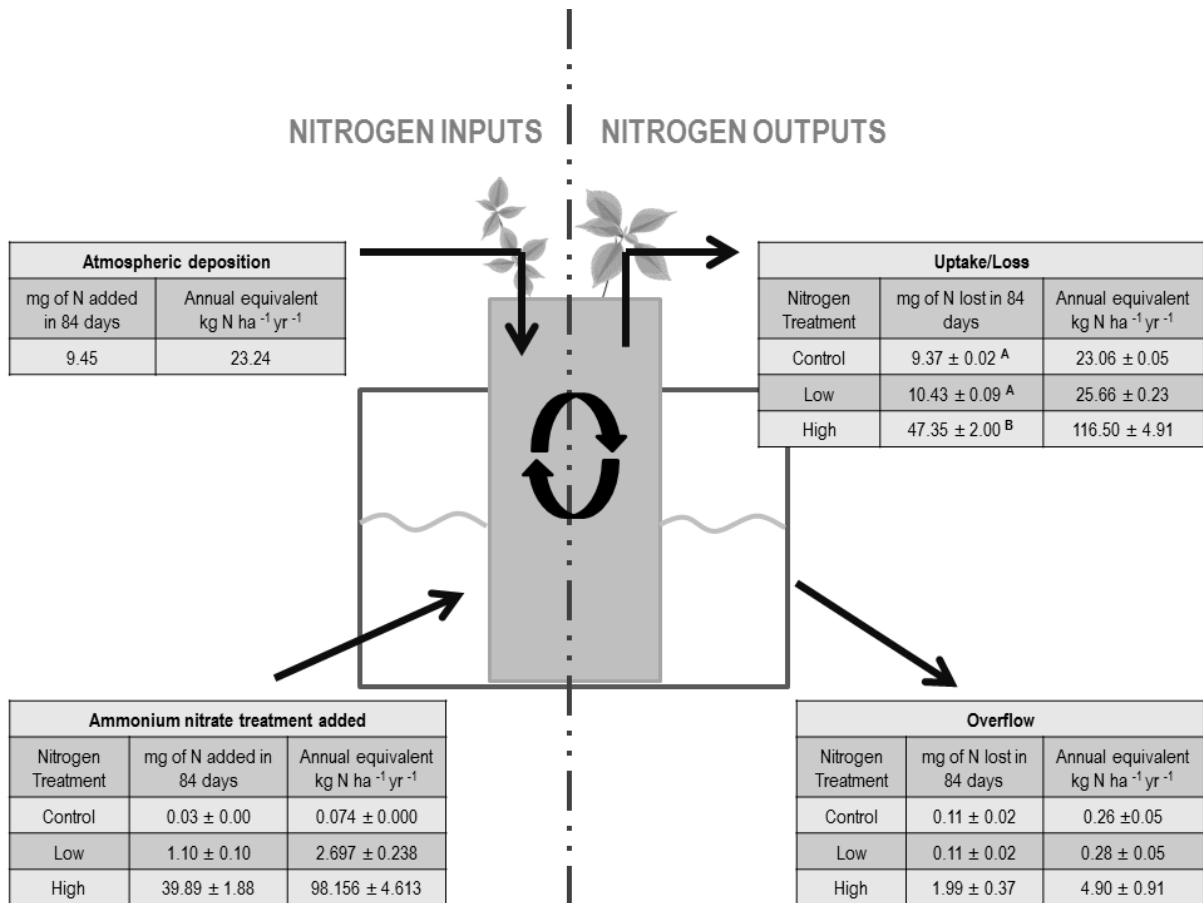 NITROGEN INPUTS
NITROGEN OUTPUTS
Atmospheric deposition
mg of N added in 84 days
Annual equivalent kg N ha -1 yr -1
9.45 23.24
Uptake/Loss
Nitrogen Treatment
mg of N lost in 84 days
Annual equivalent kg N ha -1 yr -1
Control 9.37 ± 0.02 A 23.06 ± 0.05
Low 10.43 ± 0.09 A 25.66 ± 0.23
High 47.35 ± 2.00 B 116.50 ± 4.91
Ammonium nitrate treatment added
Nitrogen Treatment
mg of N added in 84 days
Annual equivalent kg N ha -1 yr -1
Control 0.03 ± 0.00 0.074 ± 0.000
Low 1.10 ± 0.10 2.697 ± 0.238
High 39.89 ± 1.88 98.156 ± 4.613
Overflow
Nitrogen Treatment
mg of N lost in 84 days
Annual equivalent kg N ha -1 yr -1
Control 0.11 ± 0.02 0.26 ±0.05
Low 0.11 ± 0.02 0.28 ± 0.05
High 1.99 ± 0.37 4.90 ± 0.91